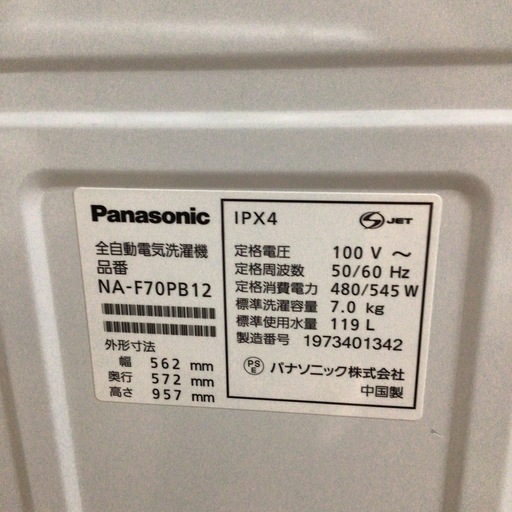 Panasonic
全自動電気洗濯機
品番
NA-F70PB12
外形寸法
幅 562 mm
奥行 572 mm
高さ 957 mm
IPX4
S JET
定格電圧 100 V ～
定格周波数 50/60 Hz
定格消費電力 480/545 W
標準洗濯容量 7.0 kg
標準使用水量 119 L
製造番号 1973401342
PSE パナソニック株式会社
中国製